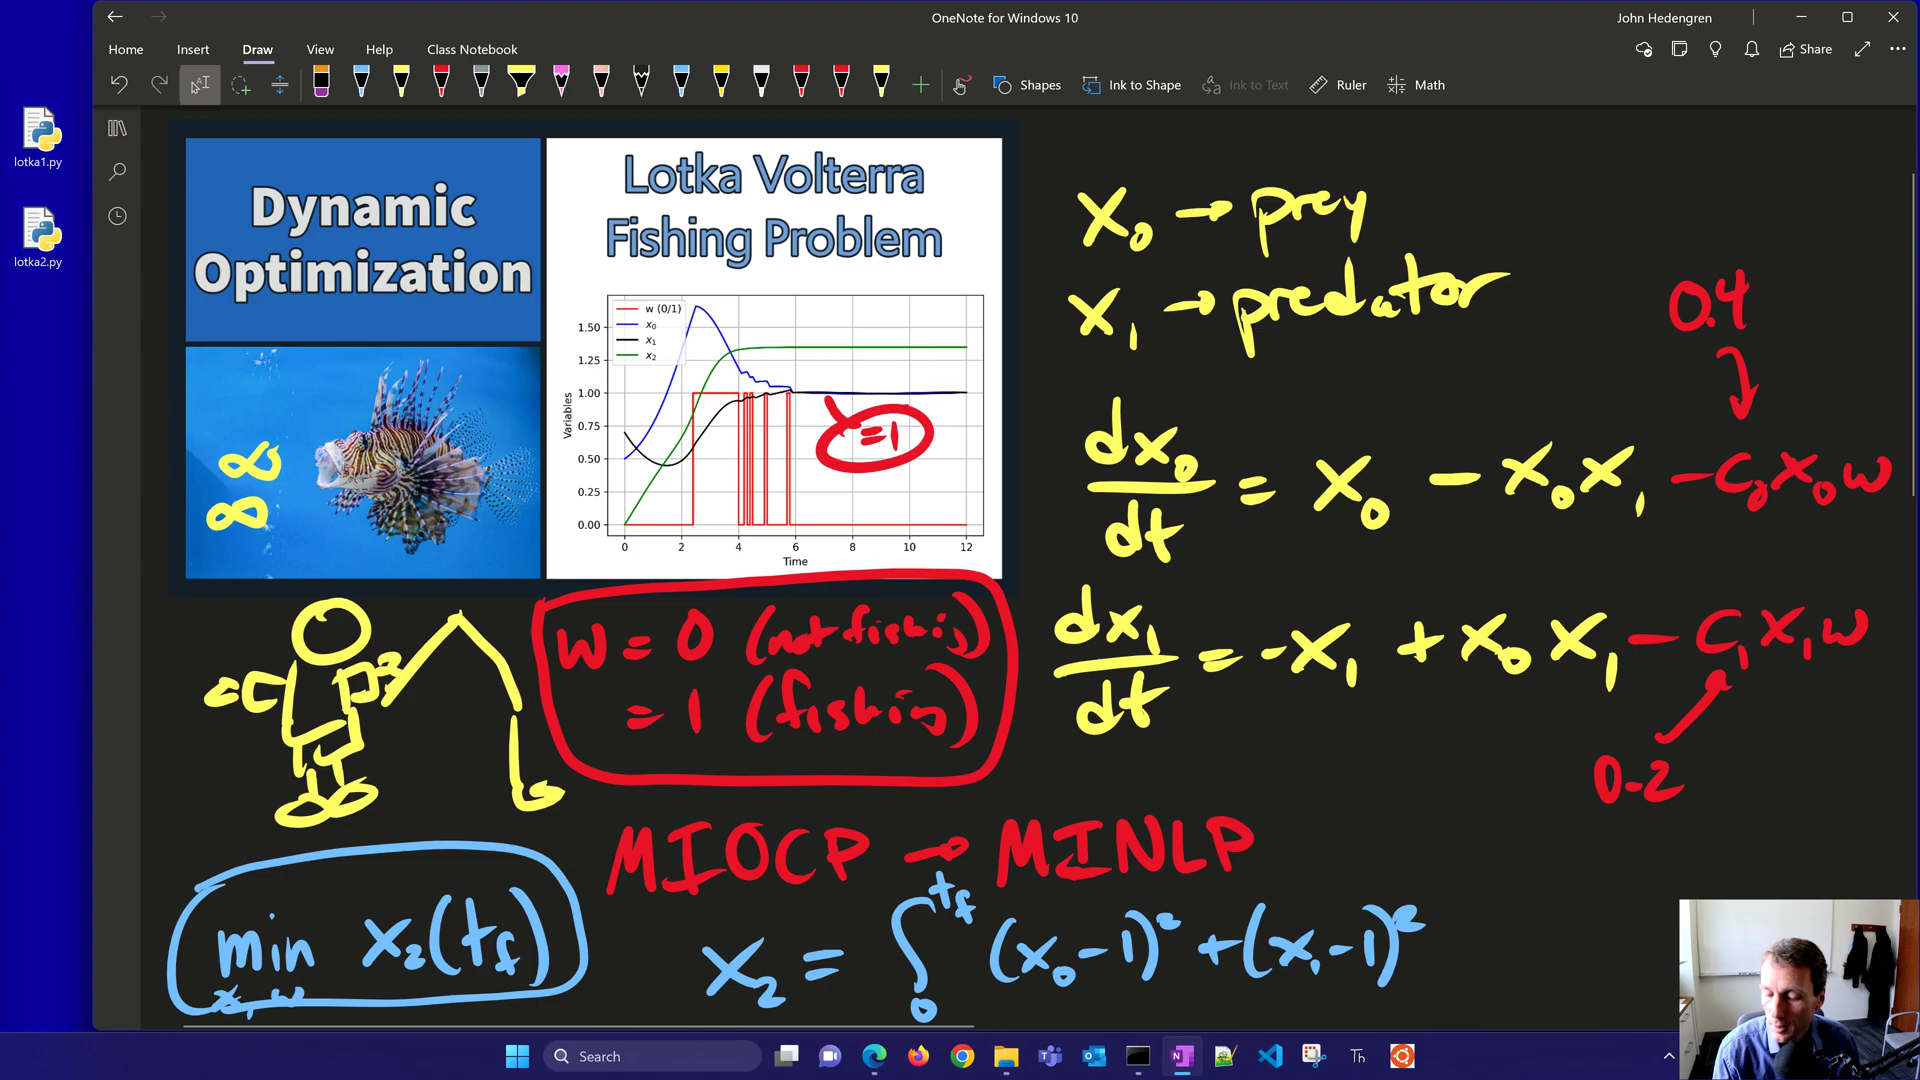 OneNote for Windows 10
John Hedengren
Home Insert Draw View Help Class Notebook
Share
Shapes Ink to Shape Ink to Text Ruler Math
lotka1.py
lotka2.py
Dynamic
Optimization
Lotka Volterra
Fishing Problem
w (0/1)
x₀
x₁
x₂
1.50
1.25
1.00
0.75
0.50
0.25
0.00
Variables
0 2 4 6 8 10 12
Time
=1
x₀ → prey
x₁ → predator
0.4
dx₀/dt = x₀ - x₀x₁ - c₀x₀w
dx₁/dt = -x₁ + x₀x₁ - c₁x₁w
0.2
w = 0 (not fishing)
= 1 (fishing)
MIOCP → MINLP
min x₂(tf)
x, w
x₂ = ∫₀^tf (x₀-1)² + (x₁-1)²
Search